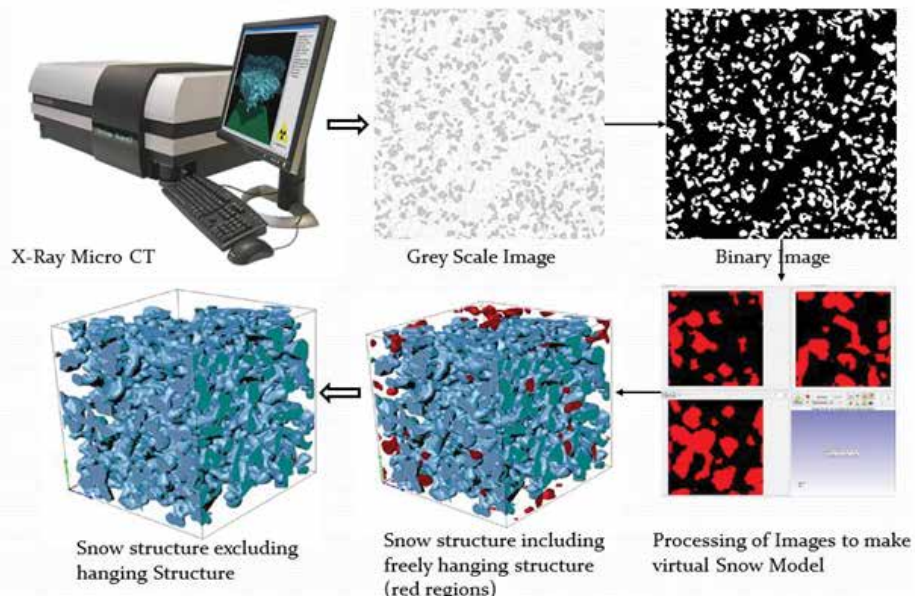 X-Ray Micro CT
Grey Scale Image
Binary Image
Snow structure excluding
hanging Structure
Snow structure including
freely hanging structure
(red regions)
Processing of Images to make
virtual Snow Model